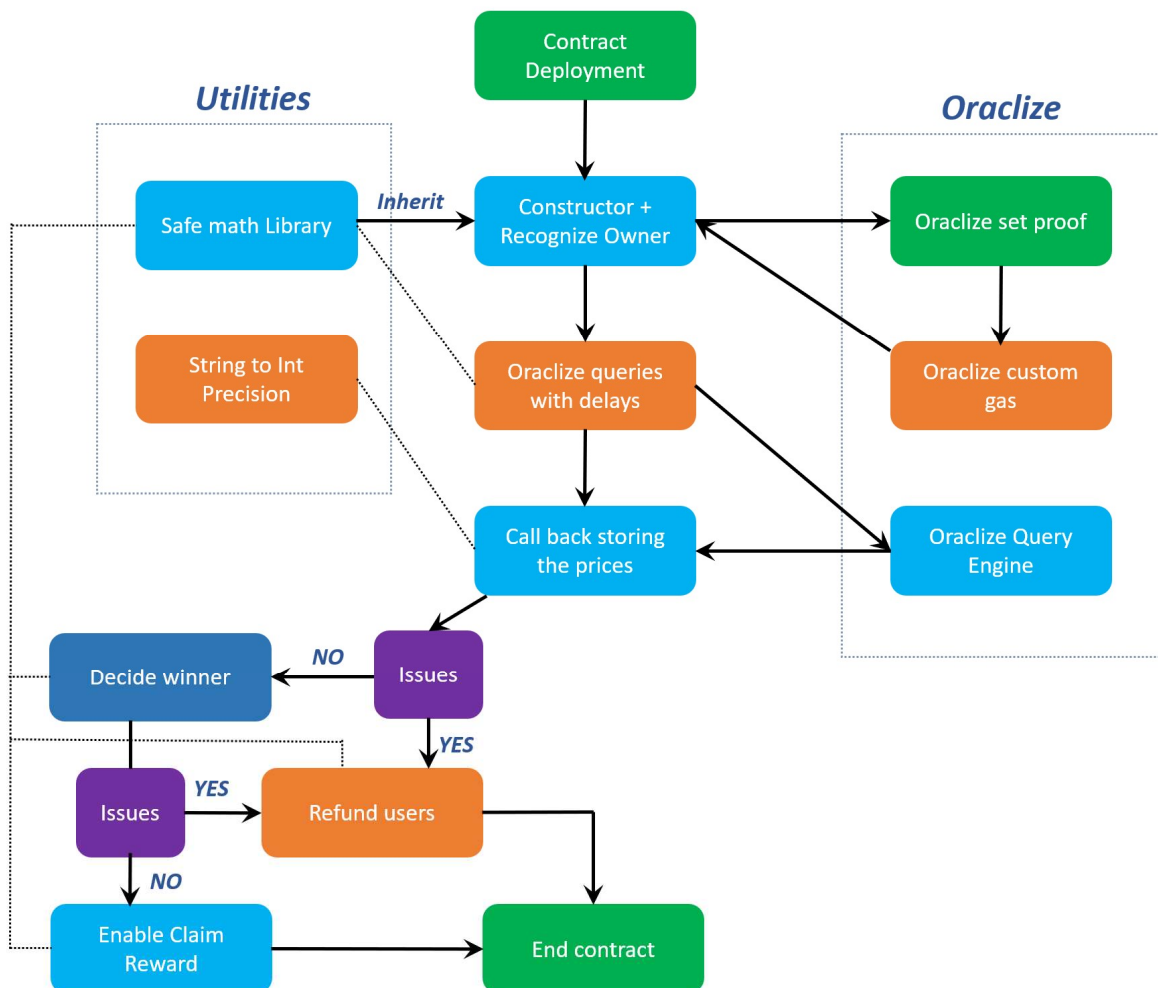 Contract
Deployment
Utilities
Oraclize
Safe math Library
Inherit
Constructor +
Recognize Owner
Oraclize set proof
String to Int
Precision
Oraclize queries
with delays
Oraclize custom
gas
Call back storing
the prices
Oraclize Query
Engine
Decide winner
NO
Issues
YES
Issues
YES
Refund users
NO
Enable Claim
Reward
End contract